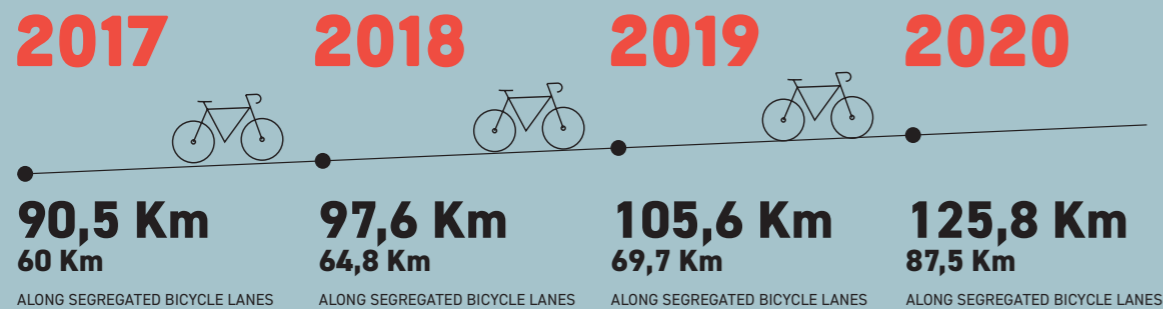 2017 2018 2019 2020
90,5 Km 97,6 Km 105,6 Km 125,8 Km
60 Km 64,8 Km 69,7 Km 87,5 Km
ALONG SEGREGATED BICYCLE LANES ALONG SEGREGATED BICYCLE LANES ALONG SEGREGATED BICYCLE LANES ALONG SEGREGATED BICYCLE LANES